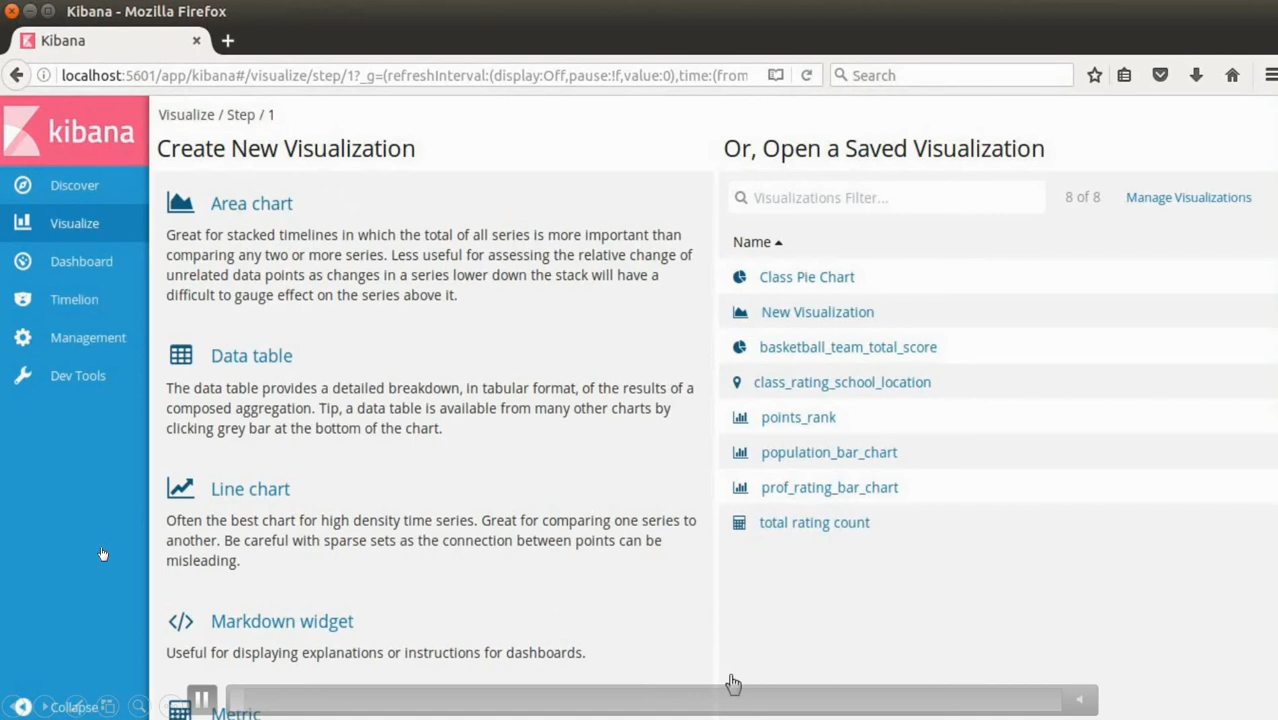 Kibana - Mozilla Firefox
Kibana
localhost:5601/app/kibana#/visualize/step/1?_g=(refreshInterval:(display:Off,pause:!f,value:0),time:(from
Search
kibana
Discover
Visualize
Dashboard
Timelion
Management
Dev Tools
Collapse
Visualize / Step / 1
Create New Visualization
Area chart
Great for stacked timelines in which the total of all series is more important than
comparing any two or more series. Less useful for assessing the relative change of
unrelated data points as changes in a series lower down the stack will have a
difficult to gauge effect on the series above it.
Data table
The data table provides a detailed breakdown, in tabular format, of the results of a
composed aggregation. Tip, a data table is available from many other charts by
clicking grey bar at the bottom of the chart.
Line chart
Often the best chart for high density time series. Great for comparing one series to
another. Be careful with sparse sets as the connection between points can be
misleading.
Markdown widget
Useful for displaying explanations or instructions for dashboards.
Metric
Or, Open a Saved Visualization
Visualizations Filter...
8 of 8
Manage Visualizations
Name
Class Pie Chart
New Visualization
basketball_team_total_score
class_rating_school_location
points_rank
population_bar_chart
prof_rating_bar_chart
total rating count